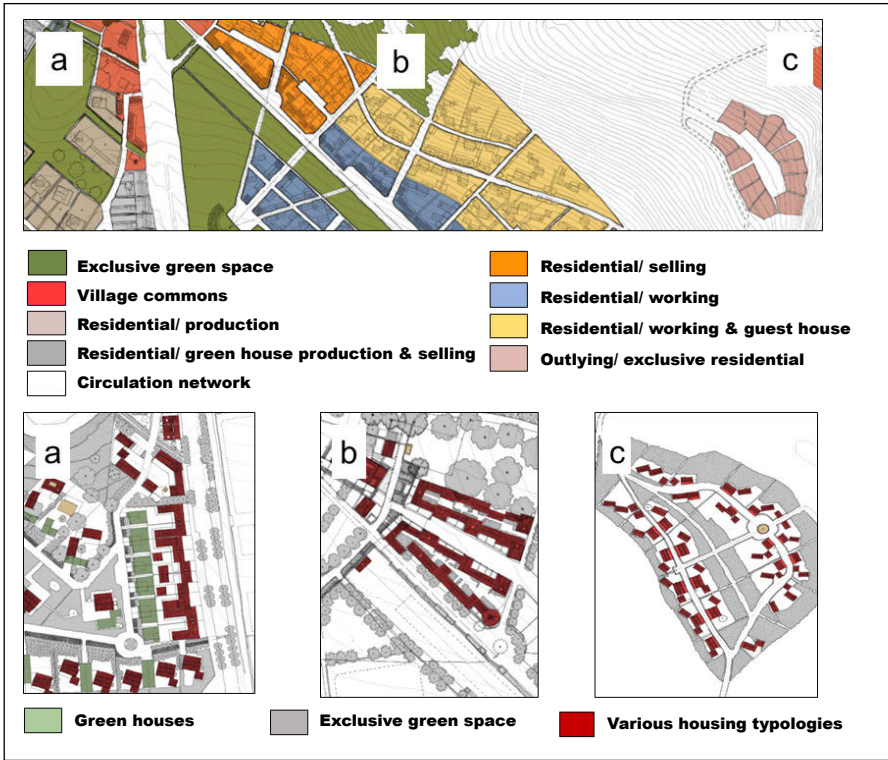 a
b
c
Exclusive green space
Village commons
Residential/ production
Residential/ green house production & selling
Circulation network
Residential/ selling
Residential/ working
Residential/ working & guest house
Outlying/ exclusive residential
a
b
c
Green houses
Exclusive green space
Various housing typologies